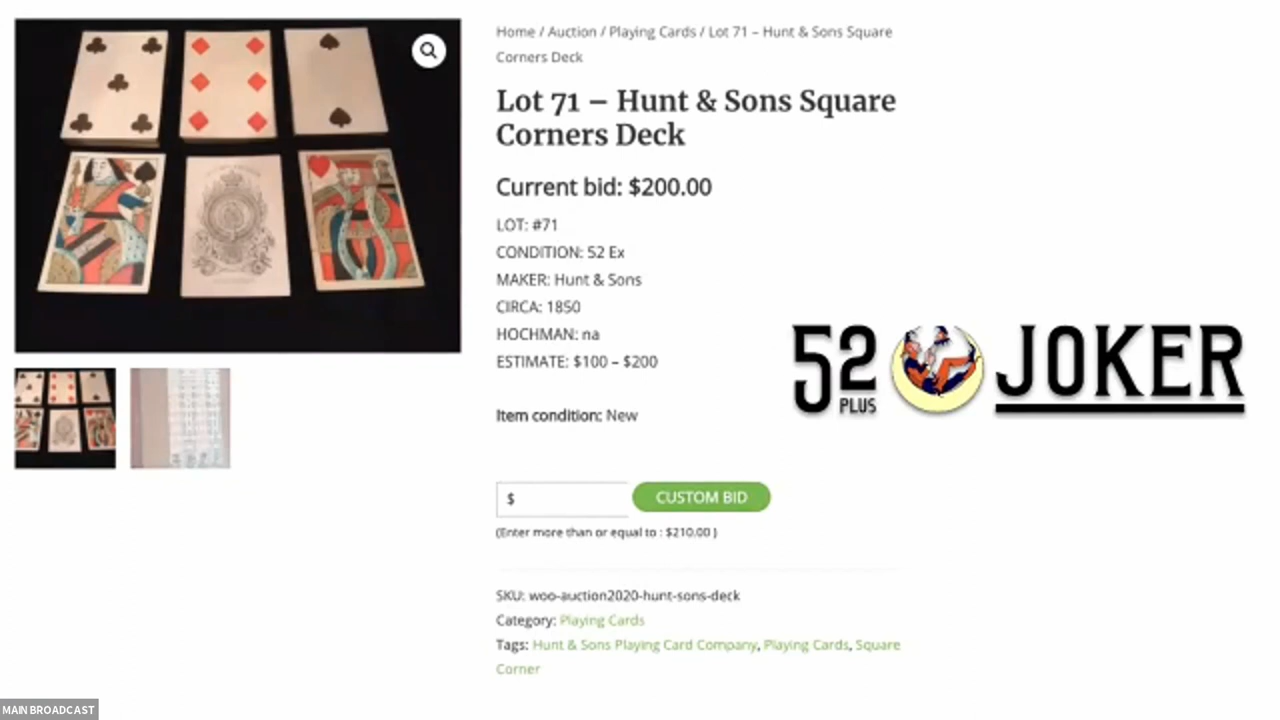 Home / Auction / Playing Cards / Lot 71 – Hunt & Sons Square
Corners Deck
Lot 71 – Hunt & Sons Square
Corners Deck
Current bid: $200.00
LOT: #71
CONDITION: 52 Ex
MAKER: Hunt & Sons
CIRCA: 1850
HOCHMAN: na
ESTIMATE: $100 – $200
52 PLUS JOKER
Item condition: New
$
CUSTOM BID
(Enter more than or equal to : $210.00 )
SKU: woo-auction2020-hunt-sons-deck
Category: Playing Cards
Tags: Hunt & Sons Playing Card Company, Playing Cards, Square
Corner
MAIN BROADCAST